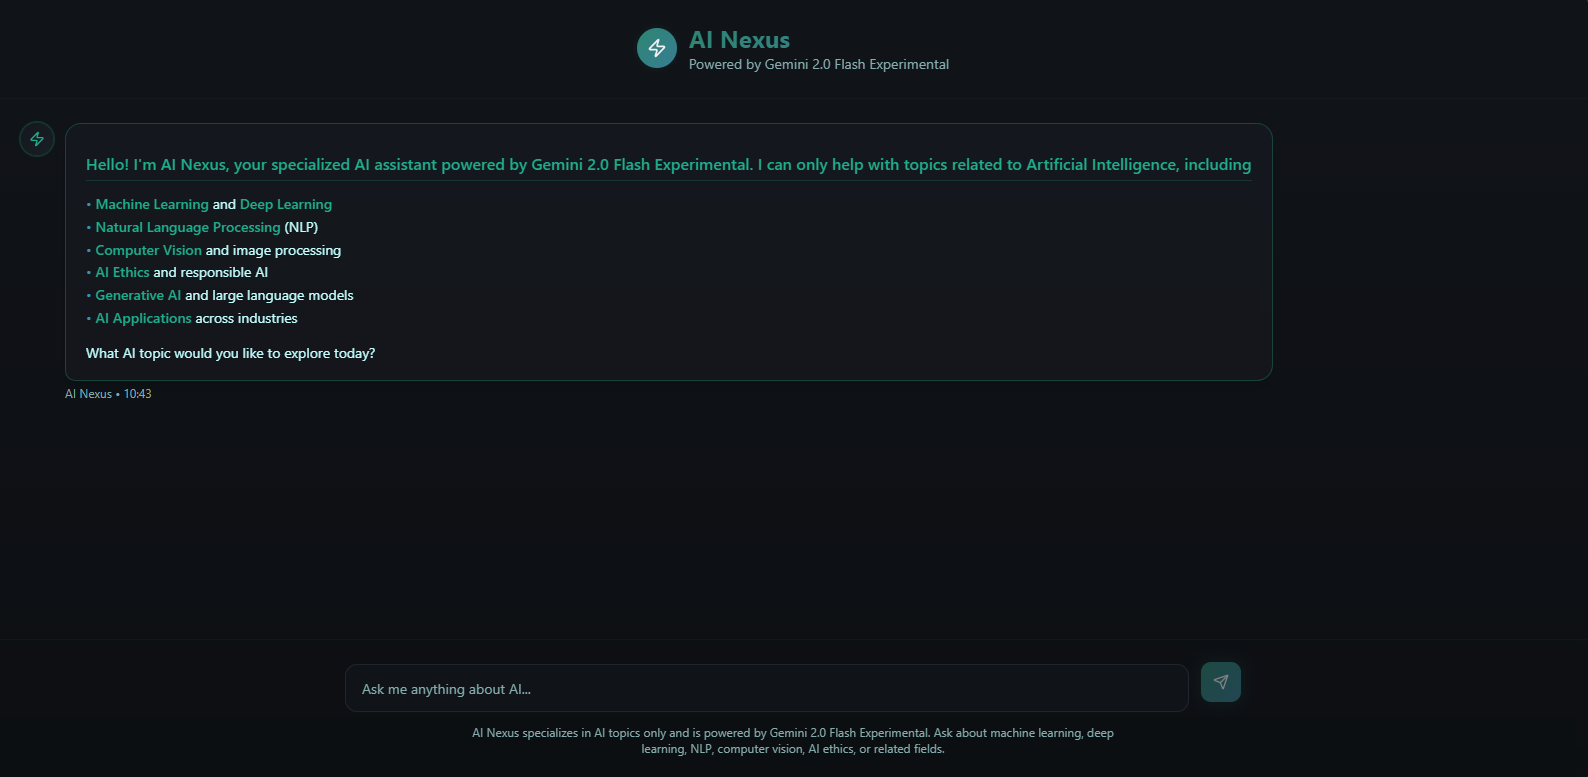 AI Nexus
Powered by Gemini 2.0 Flash Experimental
Hello! I'm AI Nexus, your specialized AI assistant powered by Gemini 2.0 Flash Experimental. I can only help with topics related to Artificial Intelligence, including
• Machine Learning and Deep Learning
• Natural Language Processing (NLP)
• Computer Vision and image processing
• AI Ethics and responsible AI
• Generative AI and large language models
• AI Applications across industries
What AI topic would you like to explore today?
AI Nexus • 10:43
Ask me anything about AI...
AI Nexus specializes in AI topics only and is powered by Gemini 2.0 Flash Experimental. Ask about machine learning, deep
learning, NLP, computer vision, AI ethics, or related fields.